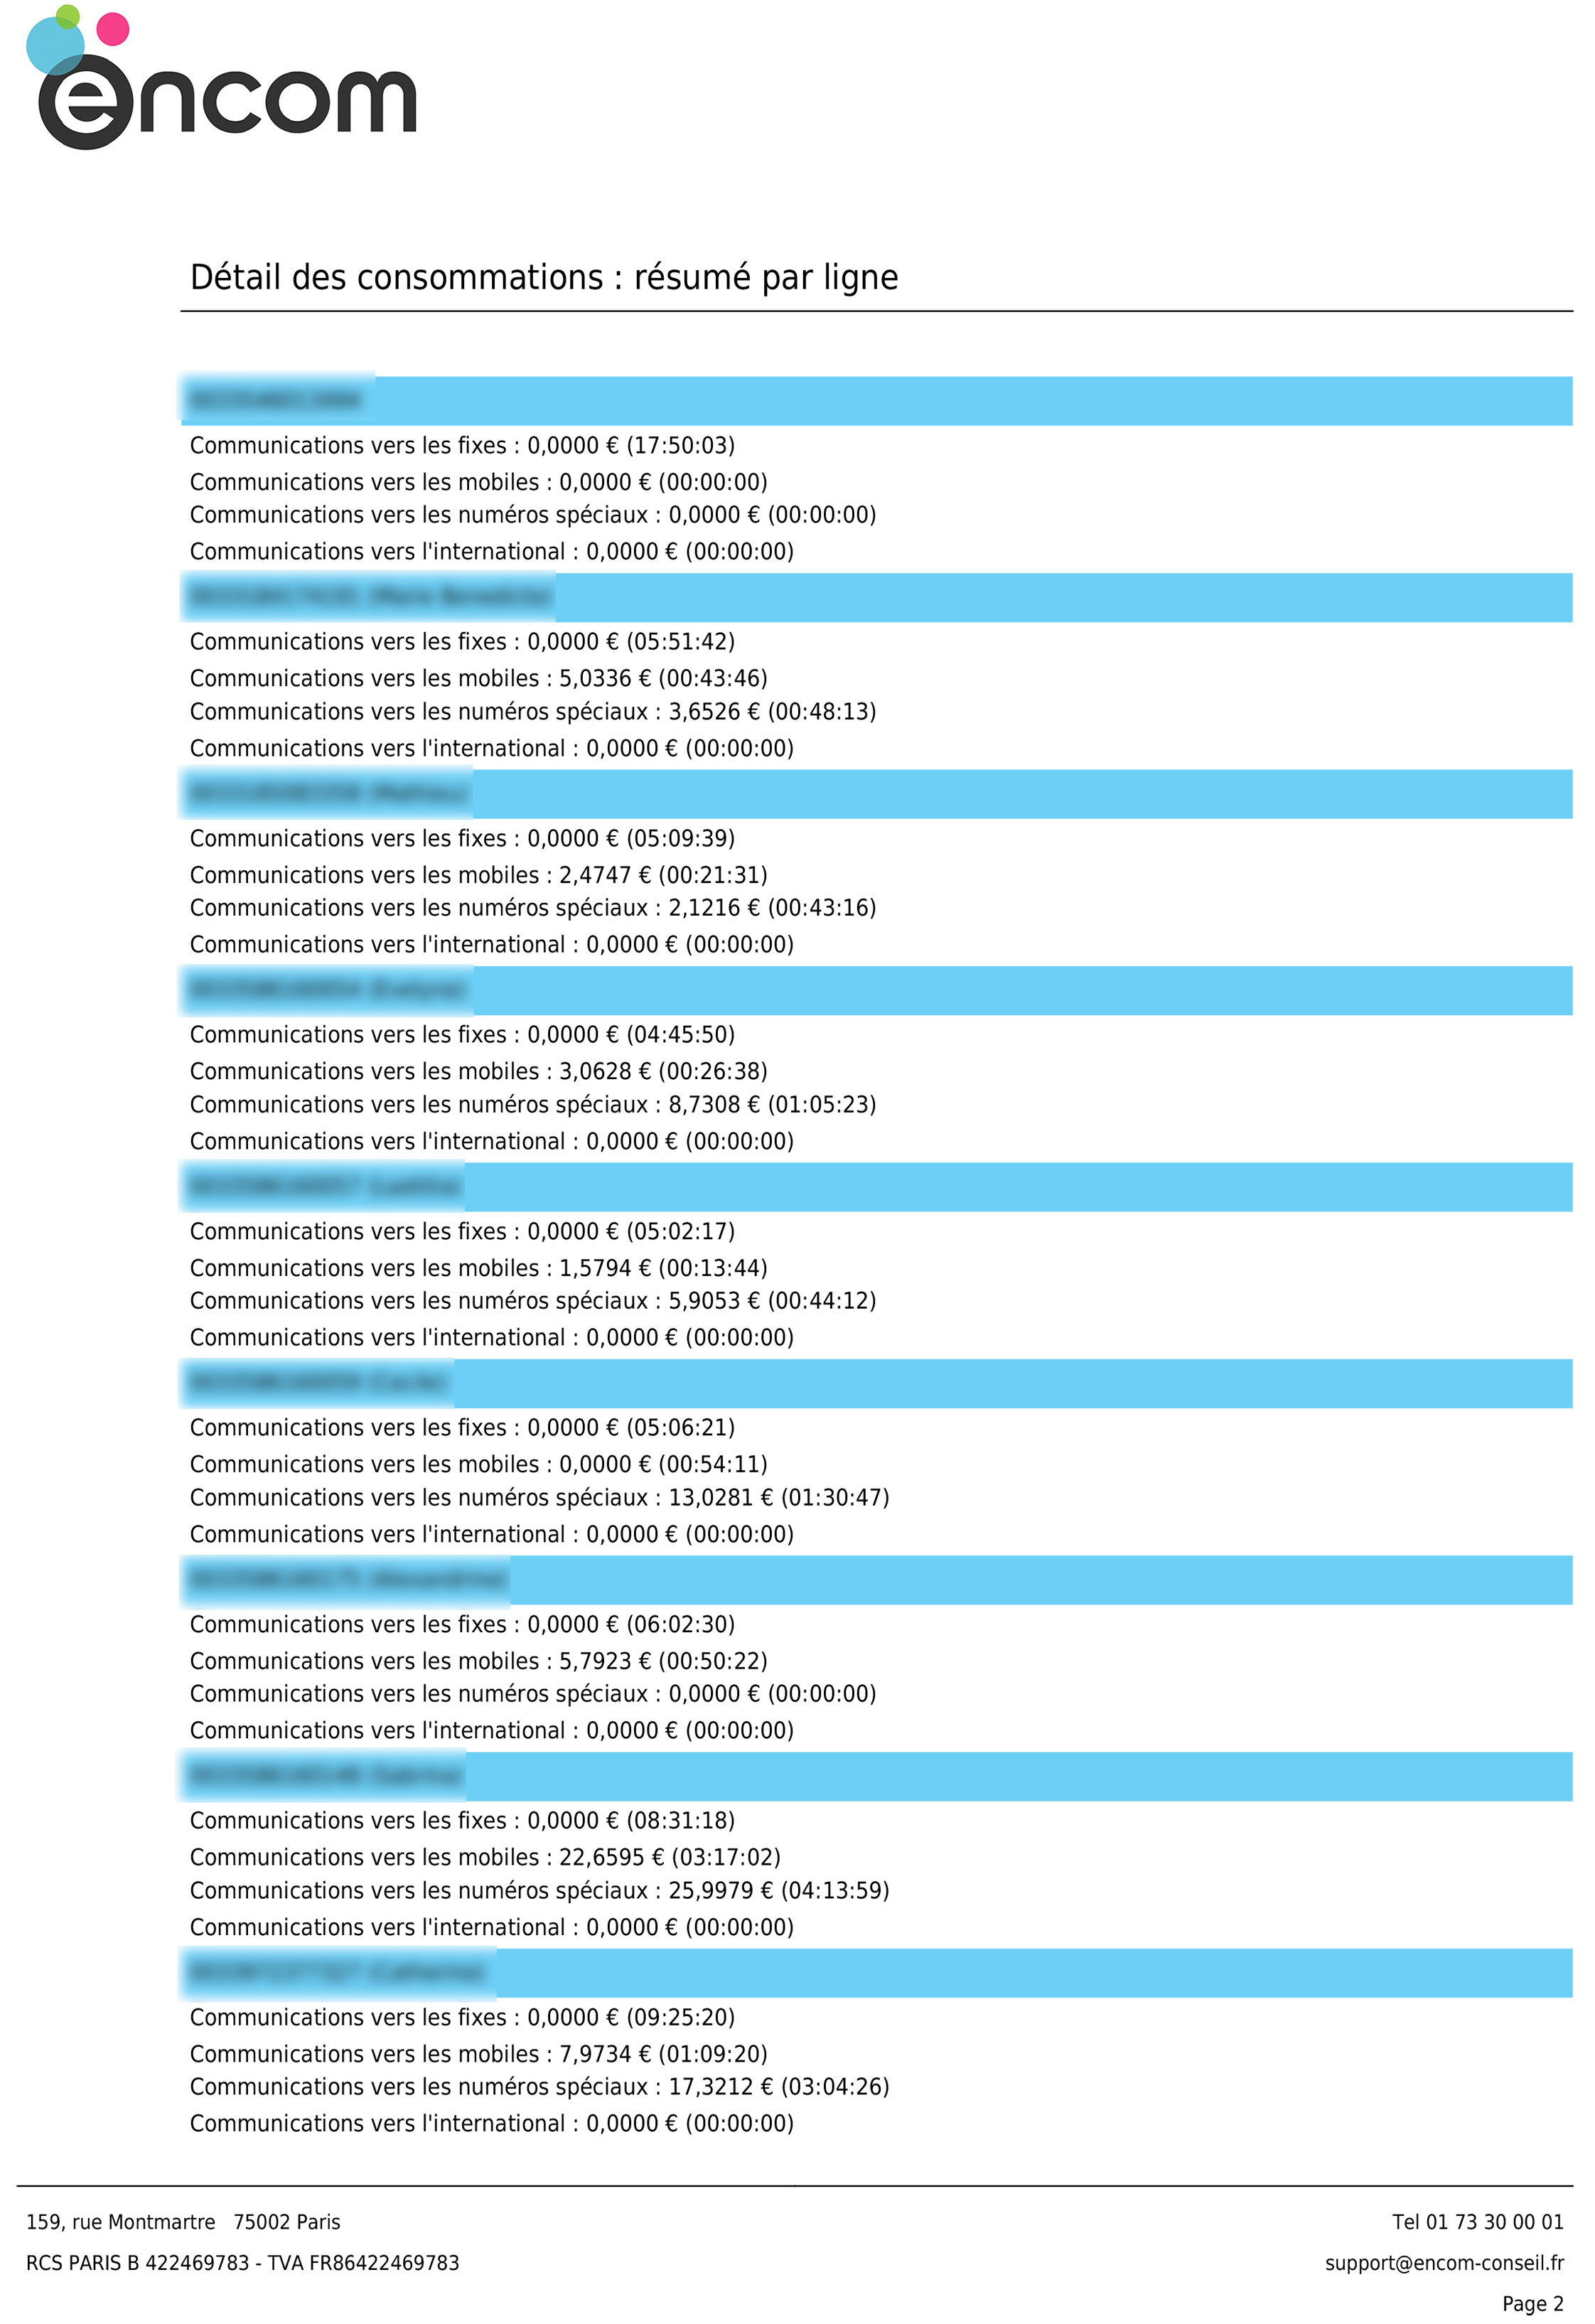 encom
Détail des consommations : résumé par ligne
Communications vers les fixes : 0,0000 € (17:50:03)
Communications vers les mobiles : 0,0000 € (00:00:00)
Communications vers les numéros spéciaux : 0,0000 € (00:00:00)
Communications vers l'international : 0,0000 € (00:00:00)
Communications vers les fixes : 0,0000 € (05:51:42)
Communications vers les mobiles : 5,0336 € (00:43:46)
Communications vers les numéros spéciaux : 3,6526 € (00:48:13)
Communications vers l'international : 0,0000 € (00:00:00)
Communications vers les fixes : 0,0000 € (05:09:39)
Communications vers les mobiles : 2,4747 € (00:21:31)
Communications vers les numéros spéciaux : 2,1216 € (00:43:16)
Communications vers l'international : 0,0000 € (00:00:00)
Communications vers les fixes : 0,0000 € (04:45:50)
Communications vers les mobiles : 3,0628 € (00:26:38)
Communications vers les numéros spéciaux : 8,7308 € (01:05:23)
Communications vers l'international : 0,0000 € (00:00:00)
Communications vers les fixes : 0,0000 € (05:02:17)
Communications vers les mobiles : 1,5794 € (00:13:44)
Communications vers les numéros spéciaux : 5,9053 € (00:44:12)
Communications vers l'international : 0,0000 € (00:00:00)
Communications vers les fixes : 0,0000 € (05:06:21)
Communications vers les mobiles : 0,0000 € (00:54:11)
Communications vers les numéros spéciaux : 13,0281 € (01:30:47)
Communications vers l'international : 0,0000 € (00:00:00)
Communications vers les fixes : 0,0000 € (06:02:30)
Communications vers les mobiles : 5,7923 € (00:50:22)
Communications vers les numéros spéciaux : 0,0000 € (00:00:00)
Communications vers l'international : 0,0000 € (00:00:00)
Communications vers les fixes : 0,0000 € (08:31:18)
Communications vers les mobiles : 22,6595 € (03:17:02)
Communications vers les numéros spéciaux : 25,9979 € (04:13:59)
Communications vers l'international : 0,0000 € (00:00:00)
Communications vers les fixes : 0,0000 € (09:25:20)
Communications vers les mobiles : 7,9734 € (01:09:20)
Communications vers les numéros spéciaux : 17,3212 € (03:04:26)
Communications vers l'international : 0,0000 € (00:00:00)
159, rue Montmartre 75002 Paris
Tel 01 73 30 00 01
RCS PARIS B 422469783 - TVA FR86422469783
support@encom-conseil.fr
Page 2